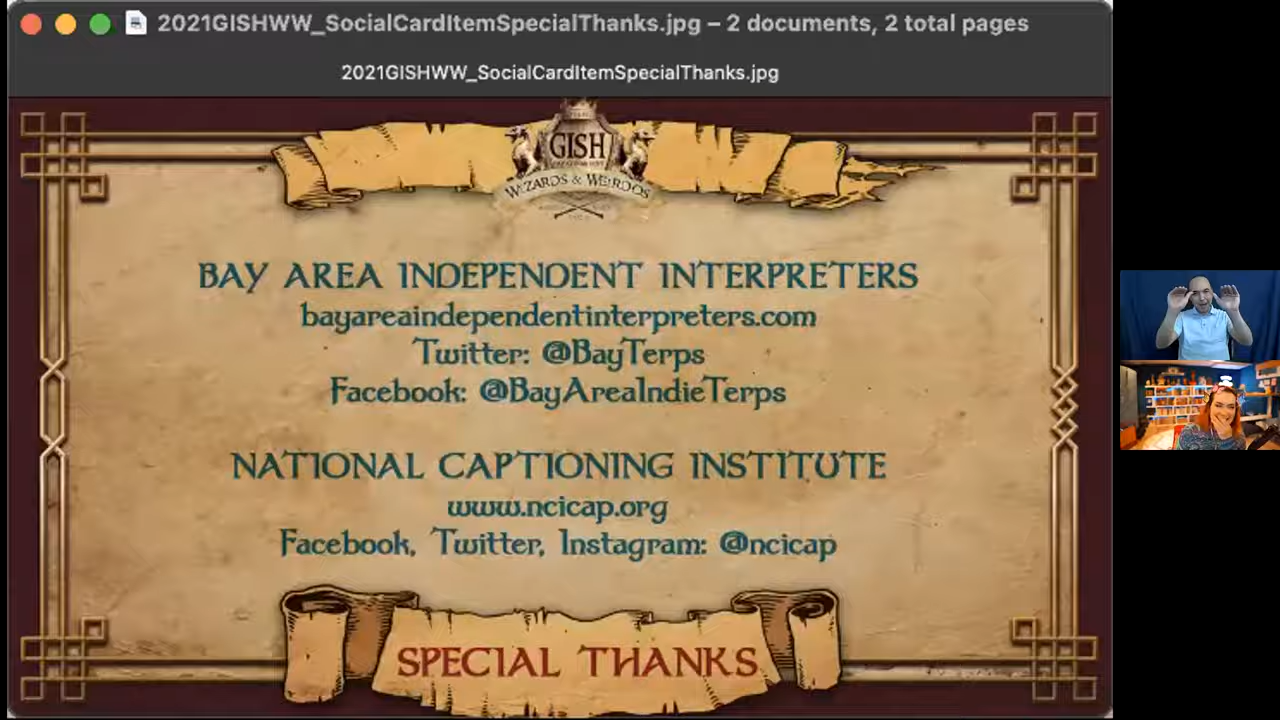 2021GISHWW_SocialCardItemSpecialThanks.jpg – 2 documents, 2 total pages
2021GISHWW_SocialCardItemSpecialThanks.jpg
GISH
WIZARDS & WEIRDOS
BAY AREA INDEPENDENT INTERPRETERS
bayareaindependentinterpreters.com
Twitter: @BayTerps
Facebook: @BayAreaIndieTerps
NATIONAL CAPTIONING INSTITUTE
www.ncicap.org
Facebook, Twitter, Instagram: @ncicap
SPECIAL THANKS